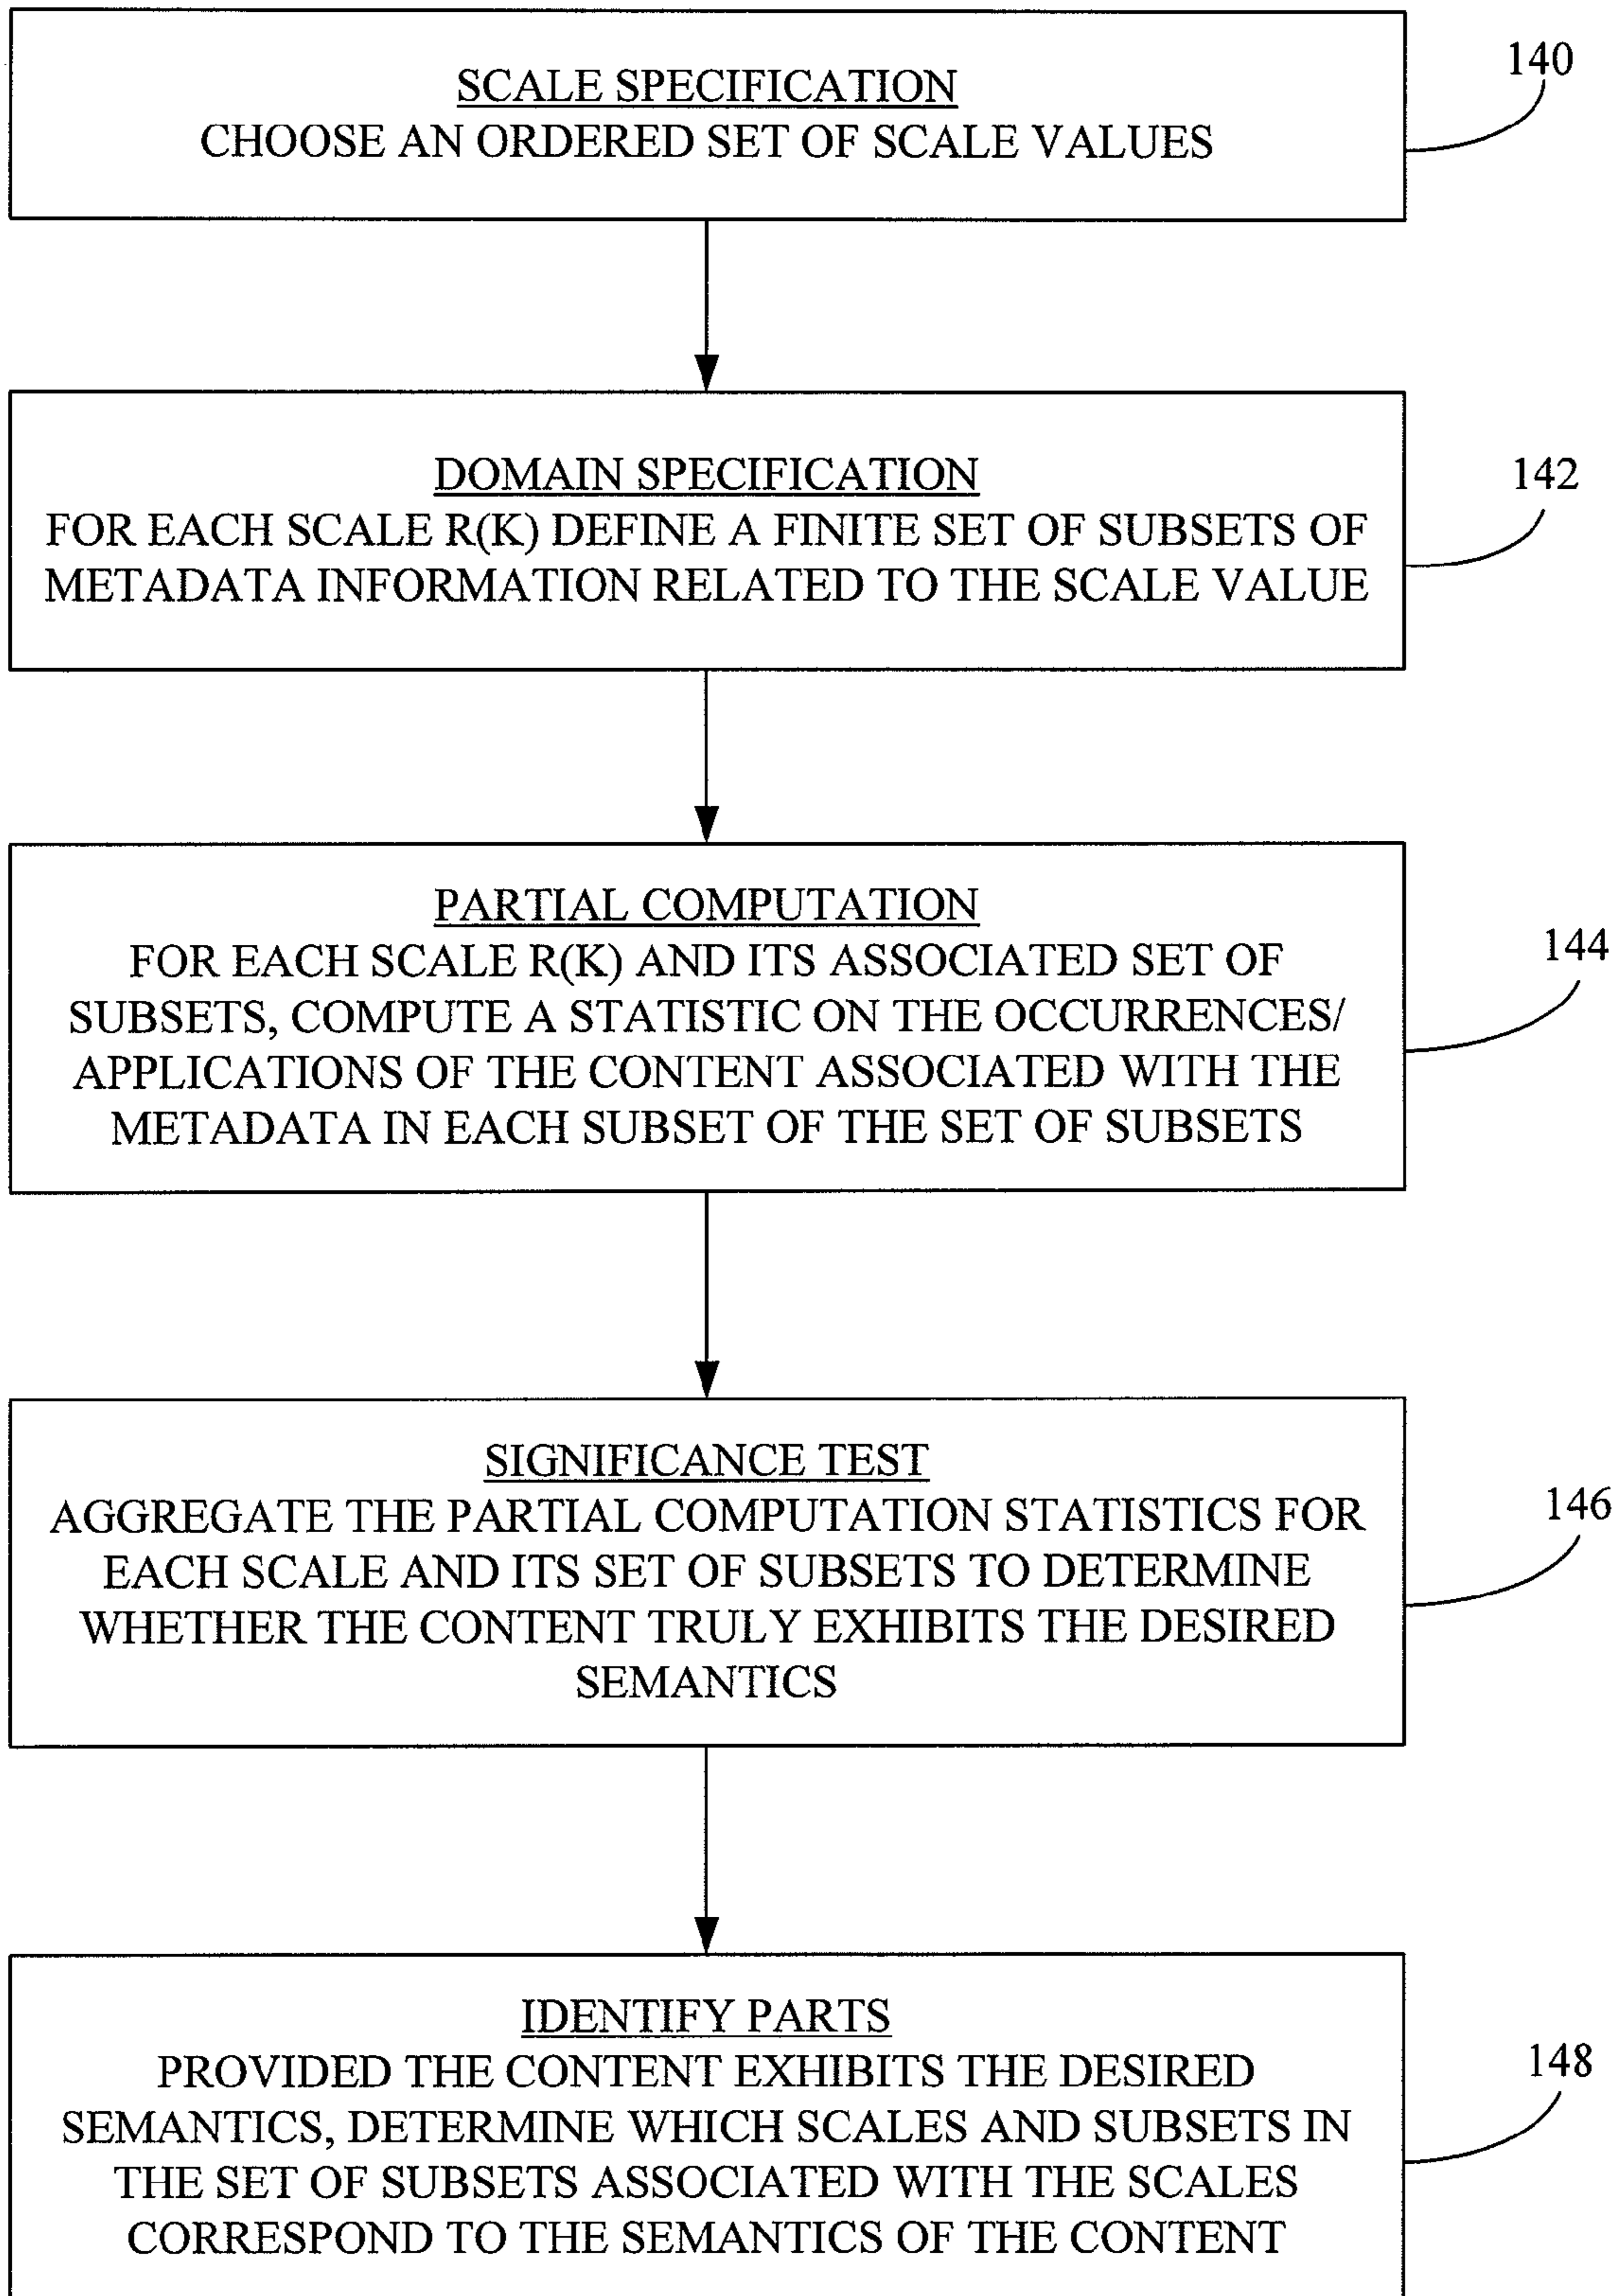 SCALE SPECIFICATION
CHOOSE AN ORDERED SET OF SCALE VALUES
140
DOMAIN SPECIFICATION
FOR EACH SCALE R(K) DEFINE A FINITE SET OF SUBSETS OF
METADATA INFORMATION RELATED TO THE SCALE VALUE
142
PARTIAL COMPUTATION
FOR EACH SCALE R(K) AND ITS ASSOCIATED SET OF
SUBSETS, COMPUTE A STATISTIC ON THE OCCURRENCES/
APPLICATIONS OF THE CONTENT ASSOCIATED WITH THE
METADATA IN EACH SUBSET OF THE SET OF SUBSETS
144
SIGNIFICANCE TEST
AGGREGATE THE PARTIAL COMPUTATION STATISTICS FOR
EACH SCALE AND ITS SET OF SUBSETS TO DETERMINE
WHETHER THE CONTENT TRULY EXHIBITS THE DESIRED
SEMANTICS
146
IDENTIFY PARTS
PROVIDED THE CONTENT EXHIBITS THE DESIRED
SEMANTICS, DETERMINE WHICH SCALES AND SUBSETS IN
THE SET OF SUBSETS ASSOCIATED WITH THE SCALES
CORRESPOND TO THE SEMANTICS OF THE CONTENT
148